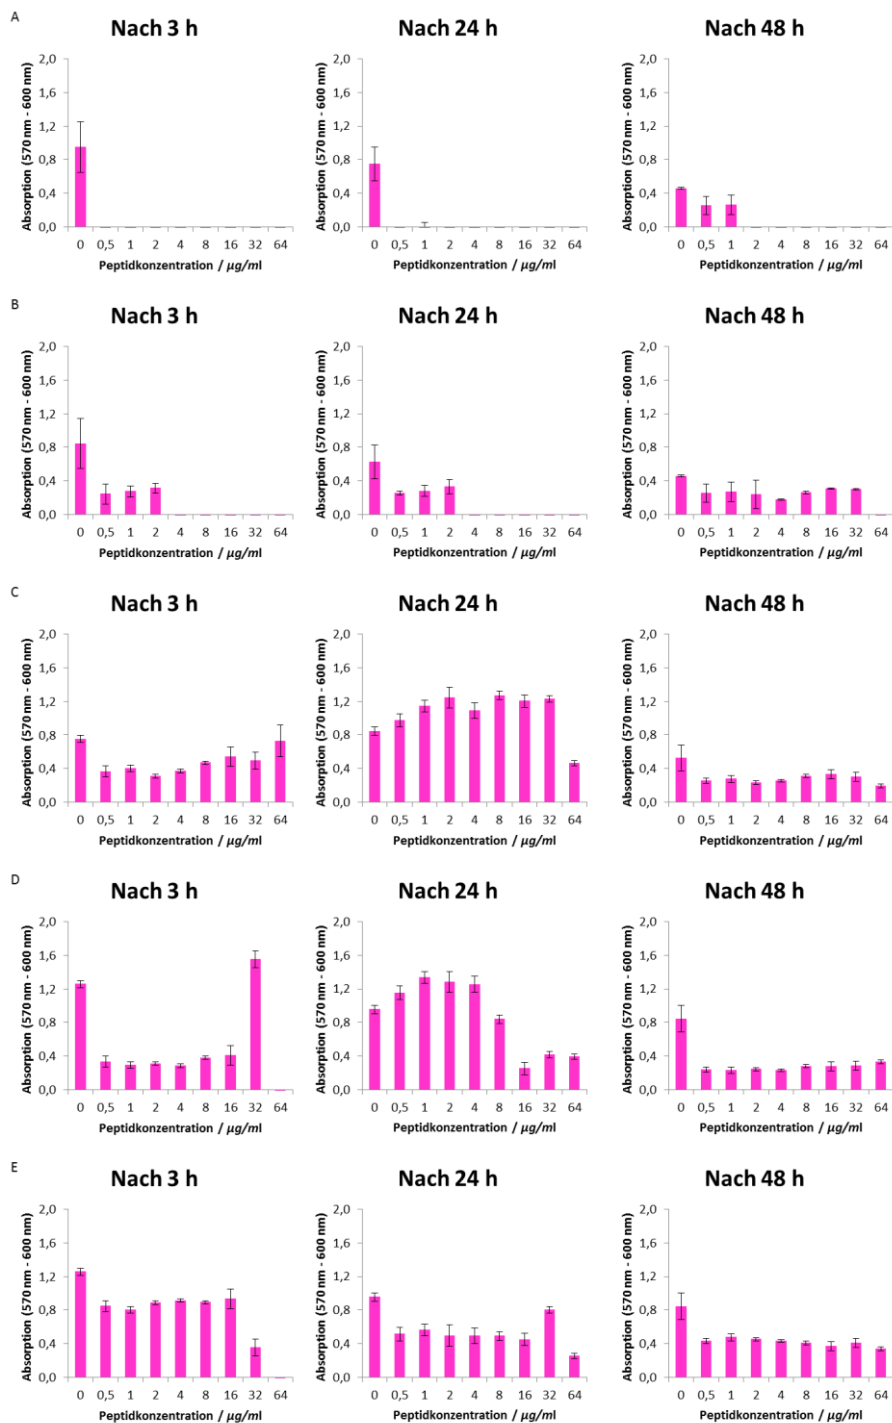 A
Nach 3 h
Nach 24 h
Nach 48 h
Absorption (570 nm - 600 nm)
2,0
1,6
1,2
0,8
0,4
0,0
0 0,5 1 2 4 8 16 32 64
Peptidkonzentration / µg/ml
Absorption (570 nm - 600 nm)
2,0
1,6
1,2
0,8
0,4
0,0
0 0,5 1 2 4 8 16 32 64
Peptidkonzentration / µg/ml
Absorption (570 nm - 600 nm)
2,0
1,6
1,2
0,8
0,4
0,0
0 0,5 1 2 4 8 16 32 64
Peptidkonzentration / µg/ml
B
Nach 3 h
Nach 24 h
Nach 48 h
Absorption (570 nm - 600 nm)
2,0
1,6
1,2
0,8
0,4
0,0
0 0,5 1 2 4 8 16 32 64
Peptidkonzentration / µg/ml
Absorption (570 nm - 600 nm)
2,0
1,6
1,2
0,8
0,4
0,0
0 0,5 1 2 4 8 16 32 64
Peptidkonzentration / µg/ml
Absorption (570 nm - 600 nm)
2,0
1,6
1,2
0,8
0,4
0,0
0 0,5 1 2 4 8 16 32 64
Peptidkonzentration / µg/ml
C
Nach 3 h
Nach 24 h
Nach 48 h
Absorption (570 nm - 600 nm)
2,0
1,6
1,2
0,8
0,4
0,0
0 0,5 1 2 4 8 16 32 64
Peptidkonzentration / µg/ml
Absorption (570 nm - 600 nm)
2,0
1,6
1,2
0,8
0,4
0,0
0 0,5 1 2 4 8 16 32 64
Peptidkonzentration / µg/ml
Absorption (570 nm - 600 nm)
2,0
1,6
1,2
0,8
0,4
0,0
0 0,5 1 2 4 8 16 32 64
Peptidkonzentration / µg/ml
D
Nach 3 h
Nach 24 h
Nach 48 h
Absorption (570 nm - 600 nm)
2,0
1,6
1,2
0,8
0,4
0,0
0 0,5 1 2 4 8 16 32 64
Peptidkonzentration / µg/ml
Absorption (570 nm - 600 nm)
2,0
1,6
1,2
0,8
0,4
0,0
0 0,5 1 2 4 8 16 32 64
Peptidkonzentration / µg/ml
Absorption (570 nm - 600 nm)
2,0
1,6
1,2
0,8
0,4
0,0
0 0,5 1 2 4 8 16 32 64
Peptidkonzentration / µg/ml
E
Nach 3 h
Nach 24 h
Nach 48 h
Absorption (570 nm - 600 nm)
2,0
1,6
1,2
0,8
0,4
0,0
0 0,5 1 2 4 8 16 32 64
Peptidkonzentration / µg/ml
Absorption (570 nm - 600 nm)
2,0
1,6
1,2
0,8
0,4
0,0
0 0,5 1 2 4 8 16 32 64
Peptidkonzentration / µg/ml
Absorption (570 nm - 600 nm)
2,0
1,6
1,2
0,8
0,4
0,0
0 0,5 1 2 4 8 16 32 64
Peptidkonzentration / µg/ml